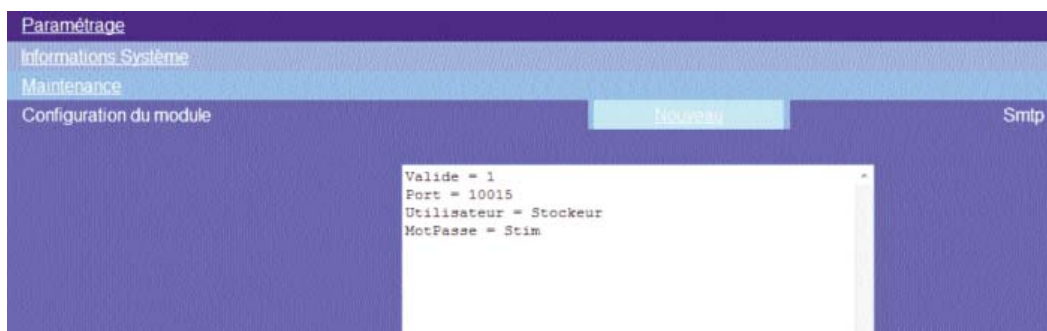 Paramétrage
Informations Système
Maintenance
Configuration du module Nouveau Smtp
Valide = 1
Port = 10015
Utilisateur = Stockeur
MotPasse = Stim